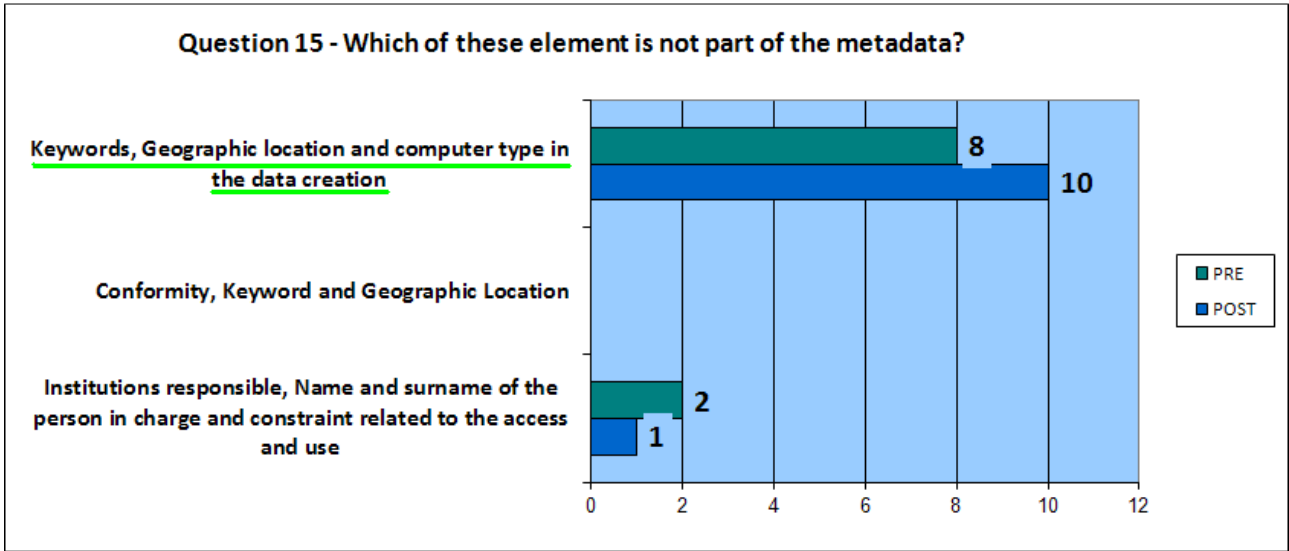 Question 15 - Which of these element is not part of the metadata?
Keywords, Geographic location and computer type in
the data creation
8
10
Conformity, Keyword and Geographic Location
PRE
POST
Institutions responsible, Name and surname of the
person in charge and constraint related to the access
and use
2
1
0 2 4 6 8 10 12